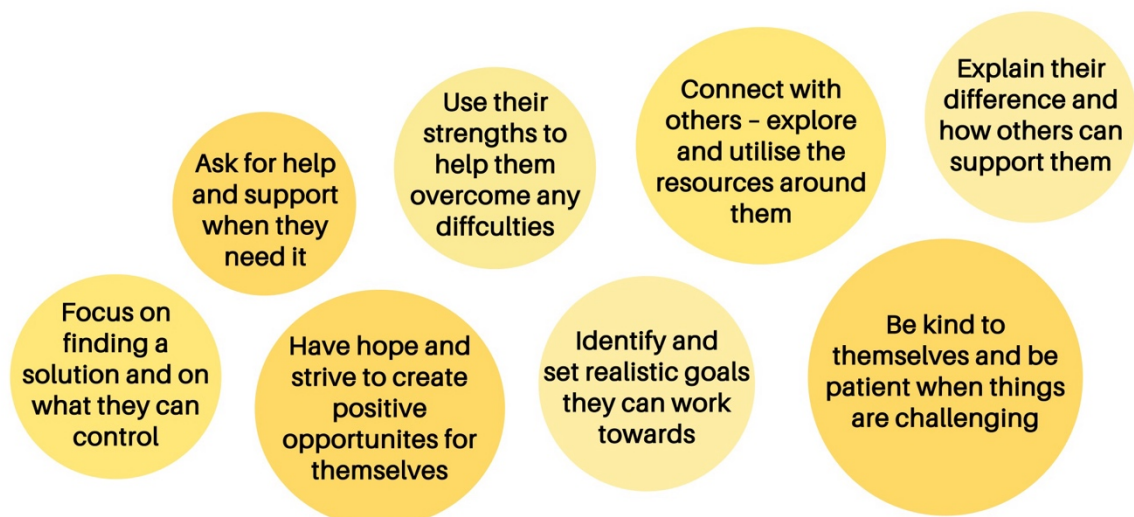 Ask for help
and support
when they
need it
Use their
strengths to
help them
overcome any
diffculties
Connect with
others – explore
and utilise the
resources around
them
Explain their
difference and
how others can
support them
Focus on
finding a
solution and on
what they can
control
Have hope and
strive to create
positive
opportunites for
themselves
Identify and
set realistic goals
they can work
towards
Be kind to
themselves and be
patient when things
are challenging